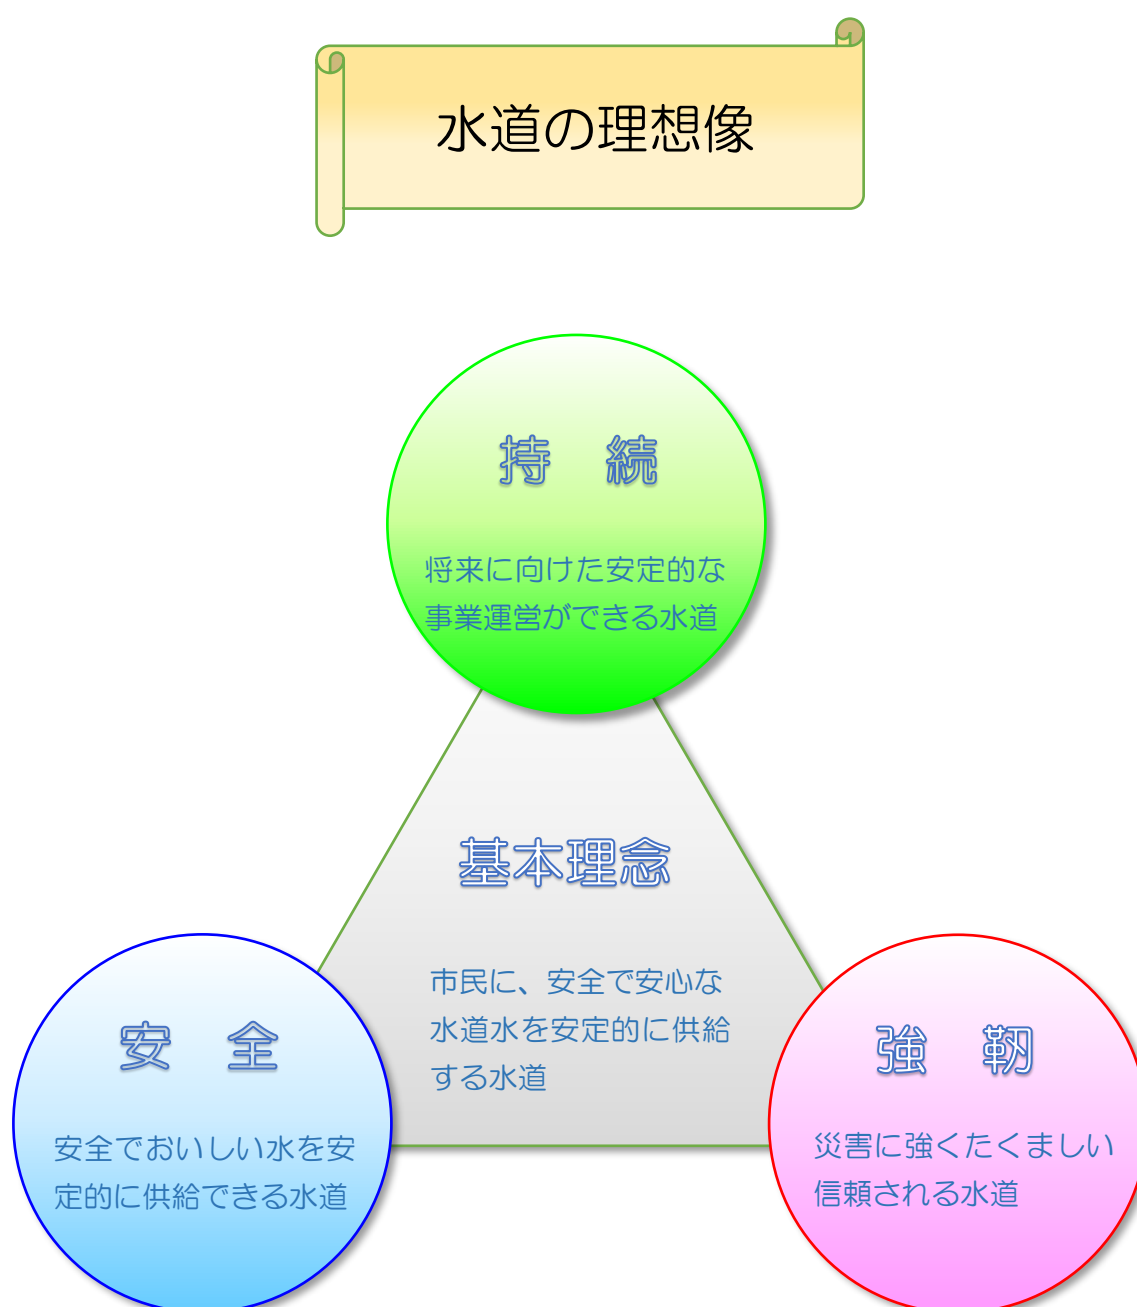 水道の理想像
持　続
将来に向けた安定的な
事業運営ができる水道
基本理念
市民に、安全で安心な
水道水を安定的に供給
する水道
安　全
安全でおいしい水を安
定的に供給できる水道
強　靭
災害に強くたくましい
信頼される水道